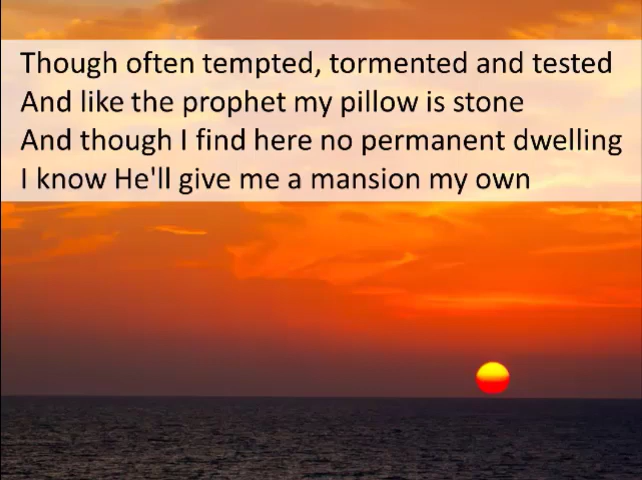 Though often tempted, tormented and tested
And like the prophet my pillow is stone
And though I find here no permanent dwelling
I know He'll give me a mansion my own